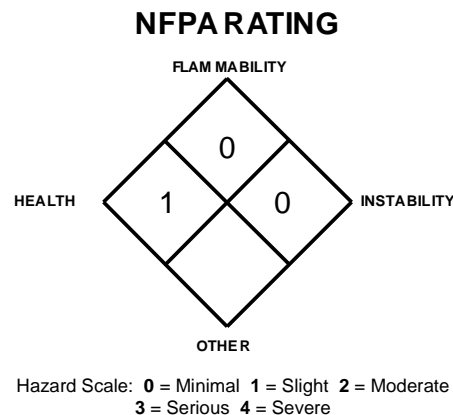 NFPA RATING
FLAMMABILITY
0
HEALTH 1 0 INSTABILITY
OTHER
Hazard Scale: 0 = Minimal 1 = Slight 2 = Moderate
3 = Serious 4 = Severe